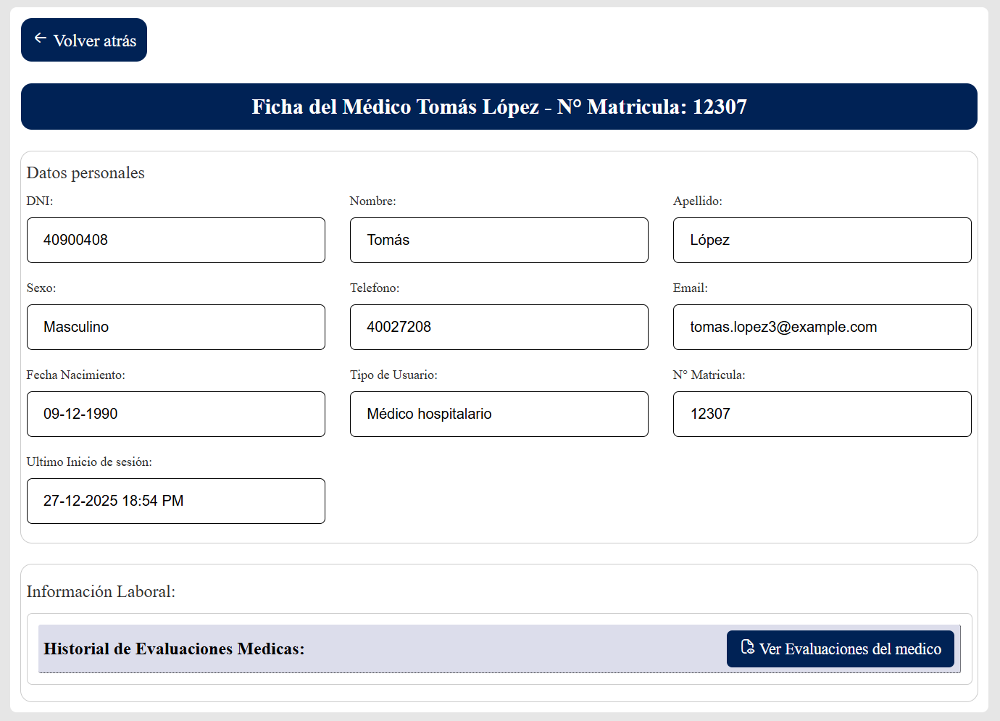 Volver atrás
Ficha del Médico Tomás López - N° Matricula: 12307
Datos personales
DNI: Nombre: Apellido:
40900408 Tomás López
Sexo: Telefono: Email:
Masculino 40027208 tomas.lopez3@example.com
Fecha Nacimiento: Tipo de Usuario: N° Matricula:
09-12-1990 Médico hospitalario 12307
Ultimo Inicio de sesión:
27-12-2025 18:54 PM
Información Laboral:
Historial de Evaluaciones Medicas: Ver Evaluaciones del medico